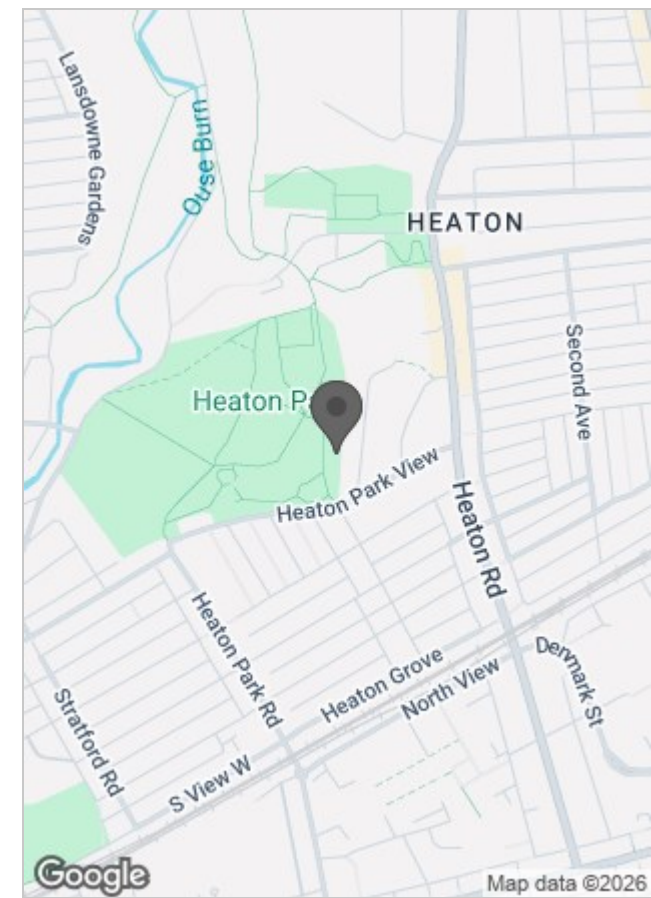 Lansdowne Gardens
Ouse Burn
HEATON
Second Ave
Heaton P
Heaton Park View
Heaton Rd
Heaton Park Rd
Heaton Grove
North View
Denmark St
Stratford Rd
S View W
Google
Map data ©2026